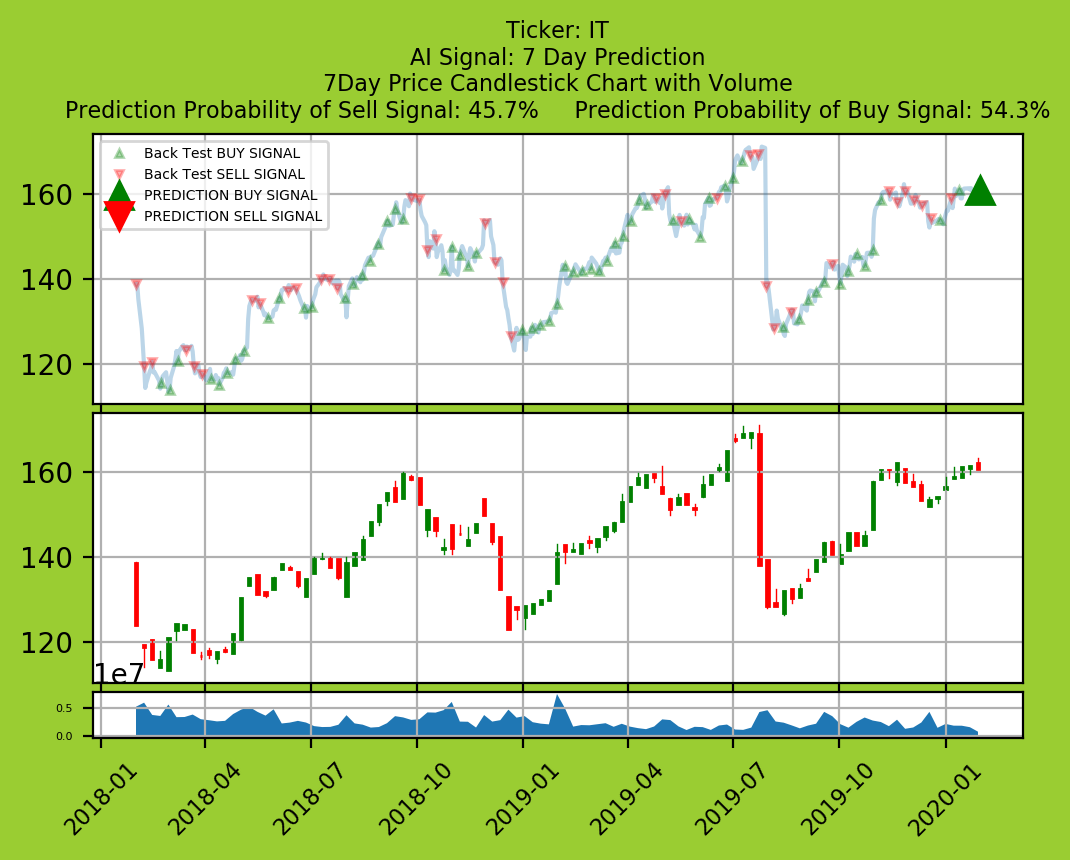 Ticker: IT
AI Signal: 7 Day Prediction
7Day Price Candlestick Chart with Volume
Prediction Probability of Sell Signal: 45.7% Prediction Probability of Buy Signal: 54.3%
Back Test BUY SIGNAL
Back Test SELL SIGNAL
PREDICTION BUY SIGNAL
PREDICTION SELL SIGNAL
160
140
120
160
140
120
1e7
0.5
0.0
2018-01 2018-04 2018-07 2018-10 2019-01 2019-04 2019-07 2019-10 2020-01